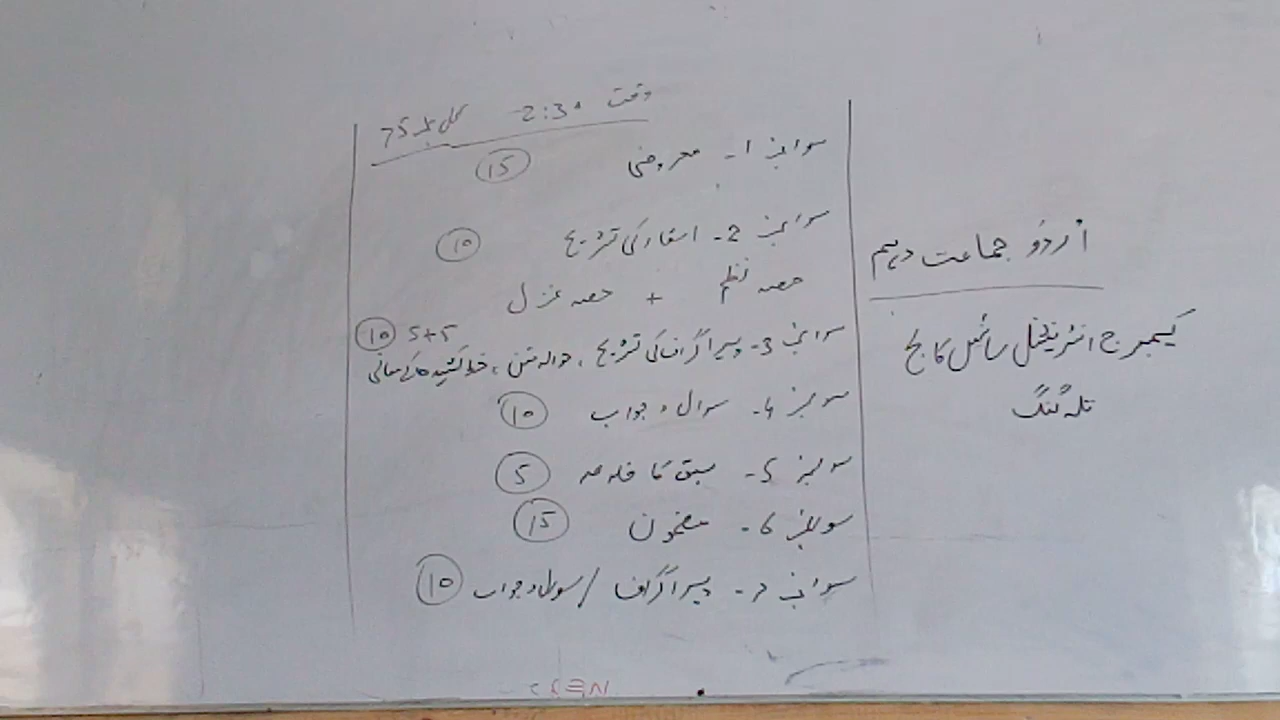 اُردُو جماعت دہم
کیمبرج انٹرنیشنل سائنس کالج
تلہ گنگ
وقت 2:30 کل نمبر 75
سوال نمبر 1- معروضی 15
سوال نمبر 2- اشعار کی تشریح 10
حصہ نظم + حصہ غزل
سوال نمبر 3- پیراگراف کی تشریح، حوالہ متن، خط کشیدہ کے معانی 5+5 10
سوال نمبر 4- سوال و جواب 10
سوال نمبر 5- سبق کا خلاصہ 5
سوال نمبر 6- مضمون 15
سوال نمبر 7- پیراگراف / سوال و جواب 10